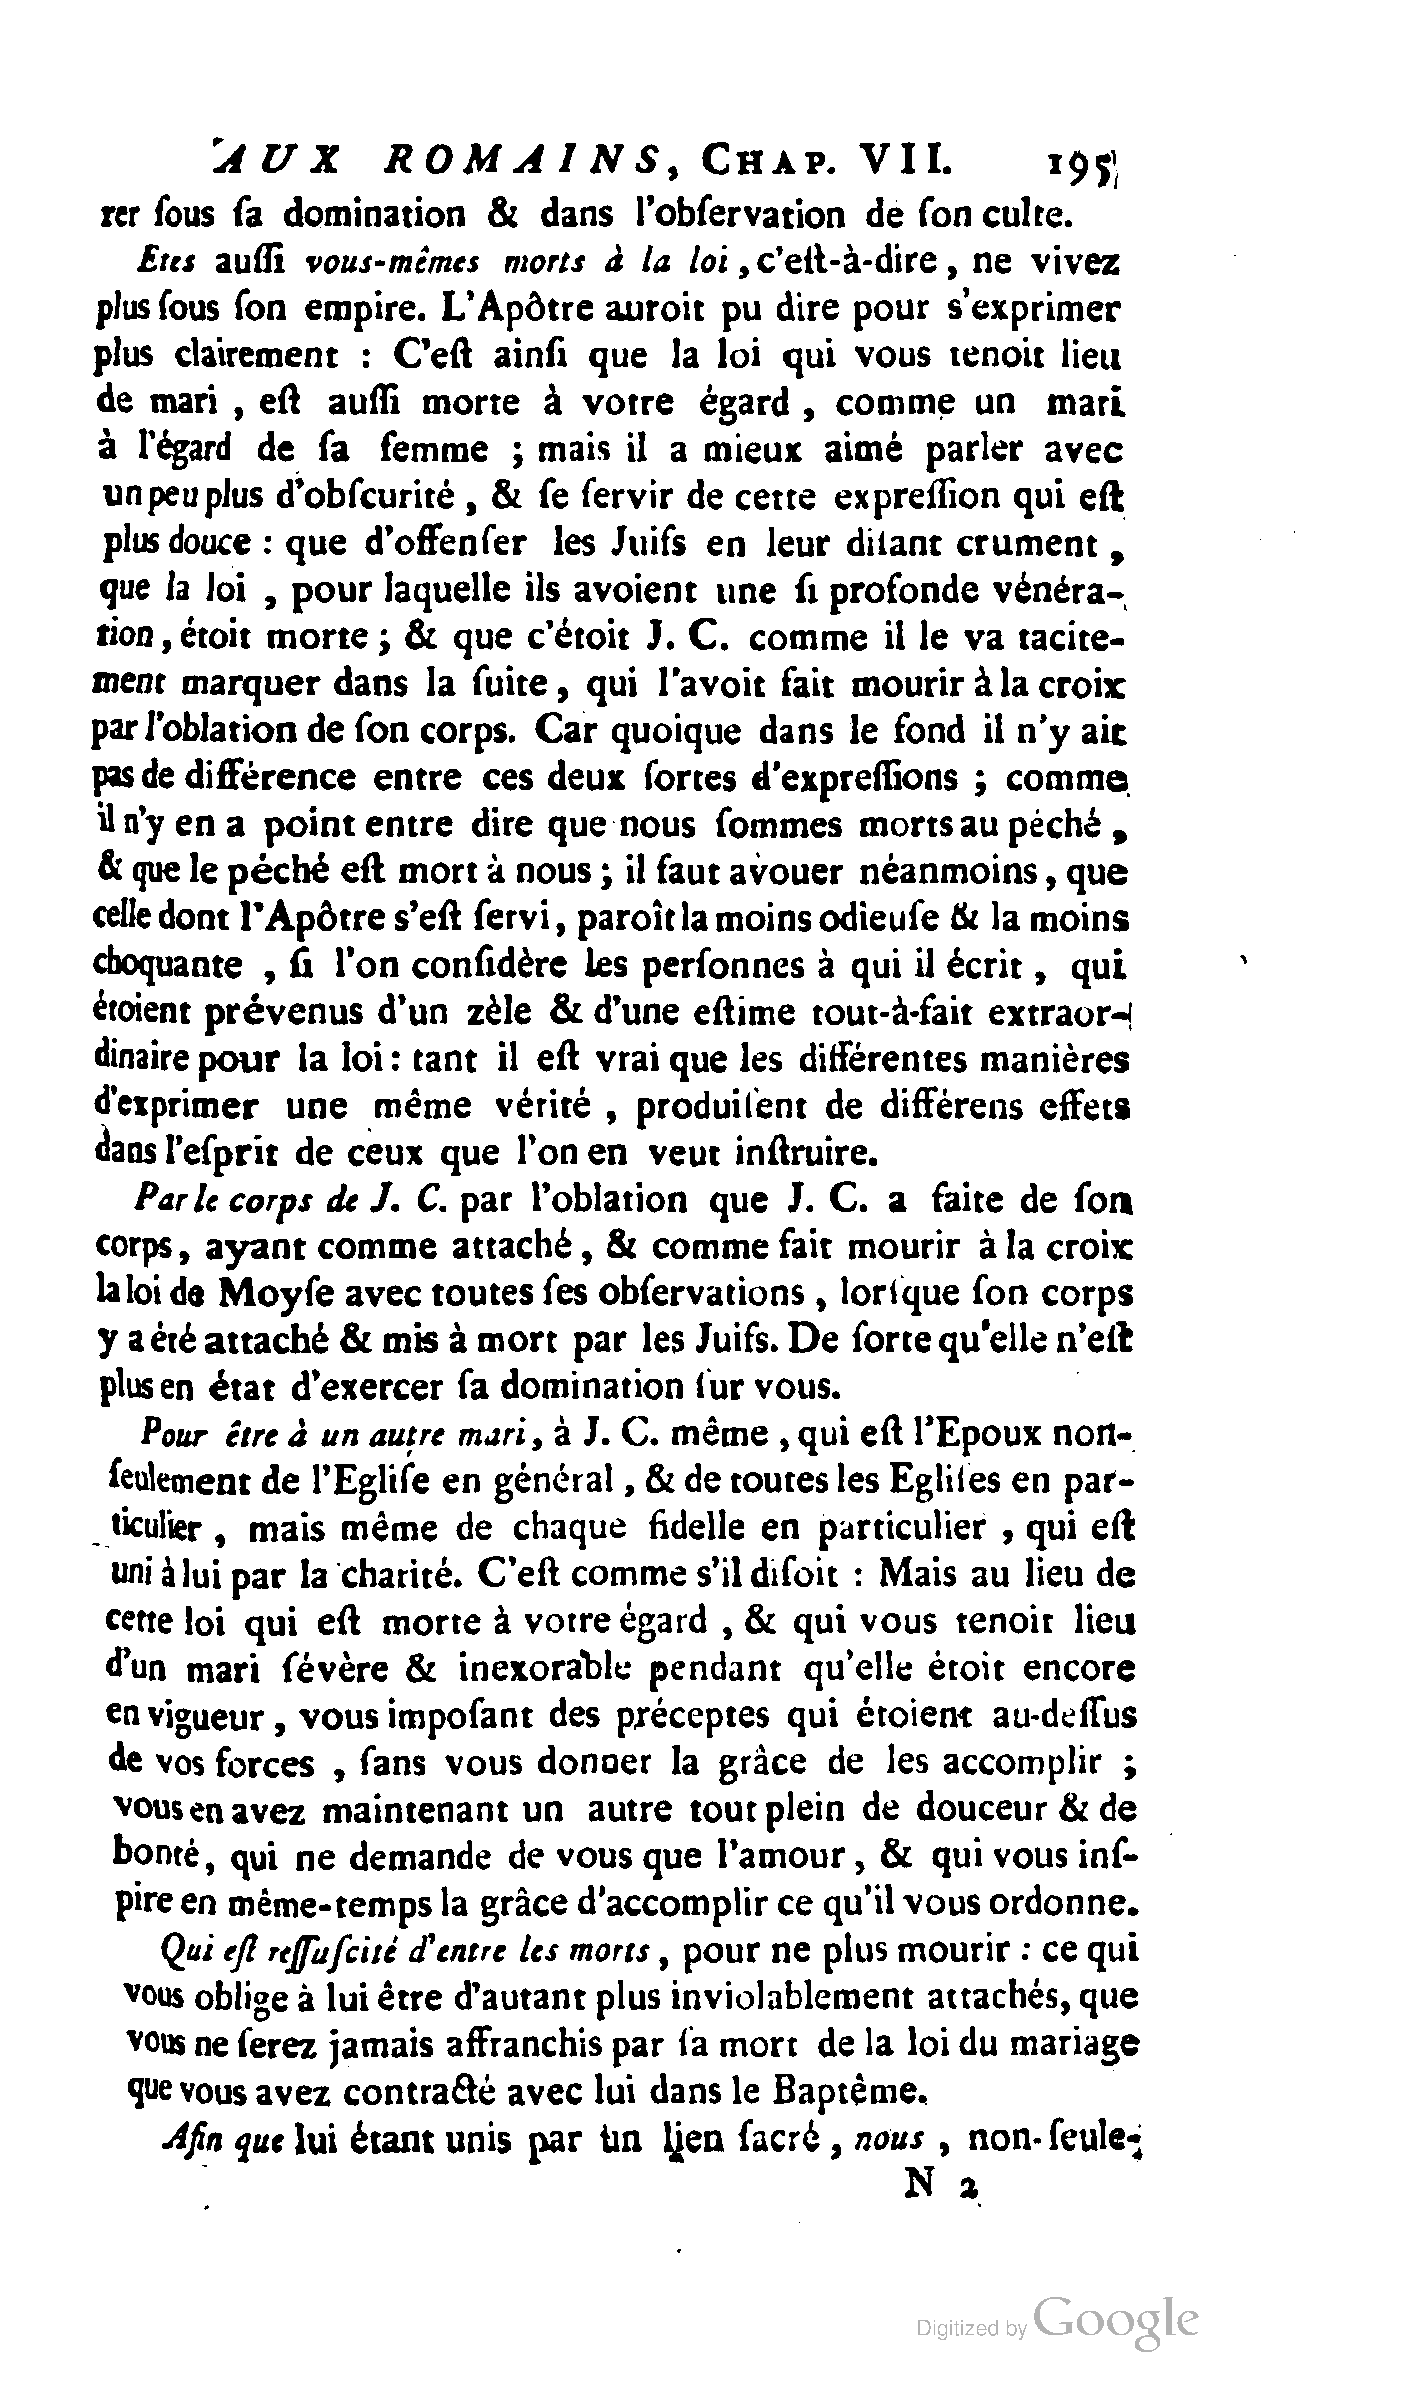 AUX ROMAINS, CHAP. VII. 195
rer ſous ſa domination & dans l'obſervation de ſon culte.
Etes auſſi vous-mêmes morts à la loi, c'eſt-à-dire, ne vivez
plus ſous ſon empire. L'Apôtre auroit pu dire pour s'exprimer
plus clairement : C'eſt ainſi que la loi qui vous tenoit lieu
de mari, eſt auſſi morte à votre égard, comme un mari
à l'égard de ſa femme ; mais il a mieux aimé parler avec
un peu plus d'obſcurité, & ſe ſervir de cette expreſſion qui eſt
plus douce : que d'offenſer les Juifs en leur diſant crument,
que la loi, pour laquelle ils avoient une ſi profonde vénéra-
tion, étoit morte ; & que c'étoit J. C. comme il le va tacite-
ment marquer dans la ſuite, qui l'avoit fait mourir à la croix
par l'oblation de ſon corps. Car quoique dans le fond il n'y ait
pas de différence entre ces deux ſortes d'expreſſions ; comme
il n'y en a point entre dire que nous ſommes morts au péché,
& que le péché eſt mort à nous ; il faut avouer néanmoins, que
celle dont l'Apôtre s'eſt ſervi, paroît la moins odieuſe & la moins
choquante, ſi l'on conſidère les perſonnes à qui il écrit, qui
étoient prévenus d'un zèle & d'une eſtime tout-à-fait extraor-
dinaire pour la loi : tant il eſt vrai que les différentes manières
d'exprimer une même vérité, produiſent de différens effets
dans l'eſprit de ceux que l'on en veut inſtruire.
Par le corps de J. C. par l'oblation que J. C. a faite de ſon
corps, ayant comme attaché, & comme fait mourir à la croix
la loi de Moyſe avec toutes ſes obſervations, lorſque ſon corps
y a été attaché & mis à mort par les Juifs. De ſorte qu'elle n'eſt
plus en état d'exercer ſa domination ſur vous.
Pour être à un autre mari, à J. C. même, qui eſt l'Epoux non-
ſeulement de l'Egliſe en général, & de toutes les Egliſes en par-
ticulier, mais même de chaque fidelle en particulier, qui eſt
uni à lui par la charité. C'eſt comme s'il diſoit : Mais au lieu de
cette loi qui eſt morte à votre égard, & qui vous tenoit lieu
d'un mari ſévère & inexorable pendant qu'elle étoit encore
en vigueur, vous impoſant des préceptes qui étoient au-deſſus
de vos forces, ſans vous donner la grâce de les accomplir ;
vous en avez maintenant un autre tout plein de douceur & de
bonté, qui ne demande de vous que l'amour, & qui vous inſ-
pire en même-temps la grâce d'accomplir ce qu'il vous ordonne.
Qui eſt reſſuſcité d'entre les morts, pour ne plus mourir : ce qui
vous oblige à lui être d'autant plus inviolablement attachés, que
vous ne ſerez jamais affranchis par ſa mort de la loi du mariage
que vous avez contracté avec lui dans le Baptême.
Afin que lui étant unis par un lien ſacré, nous, non-ſeule-
N 2
Digitized by Google